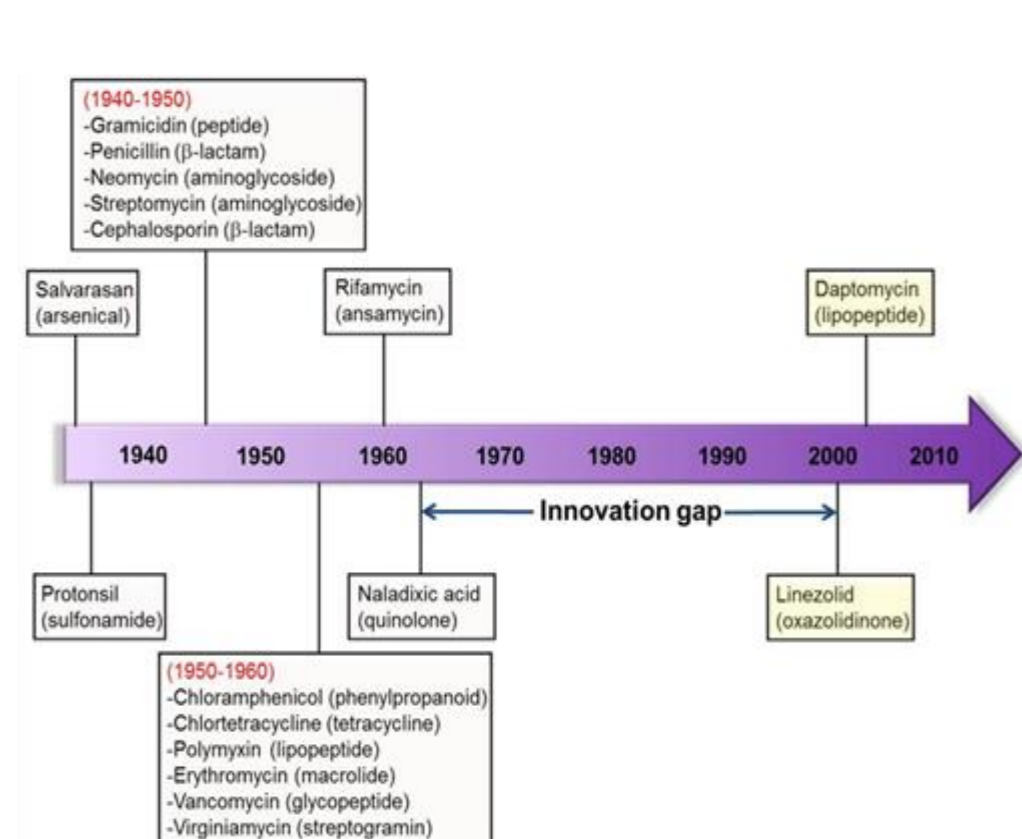 (1940-1950)
-Gramicidin (peptide)
-Penicillin (β-lactam)
-Neomycin (aminoglycoside)
-Streptomycin (aminoglycoside)
-Cephalosporin (β-lactam)
Salvarasan
(arsenical)
Rifamycin
(ansamycin)
Daptomycin
(lipopeptide)
1940 1950 1960 1970 1980 1990 2000 2010
Innovation gap
Protonsil
(sulfonamide)
Naladixic acid
(quinolone)
Linezolid
(oxazolidinone)
(1950-1960)
-Chloramphenicol (phenylpropanoid)
-Chlortetracycline (tetracycline)
-Polymyxin (lipopeptide)
-Erythromycin (macrolide)
-Vancomycin (glycopeptide)
-Virginiamycin (streptogramin)